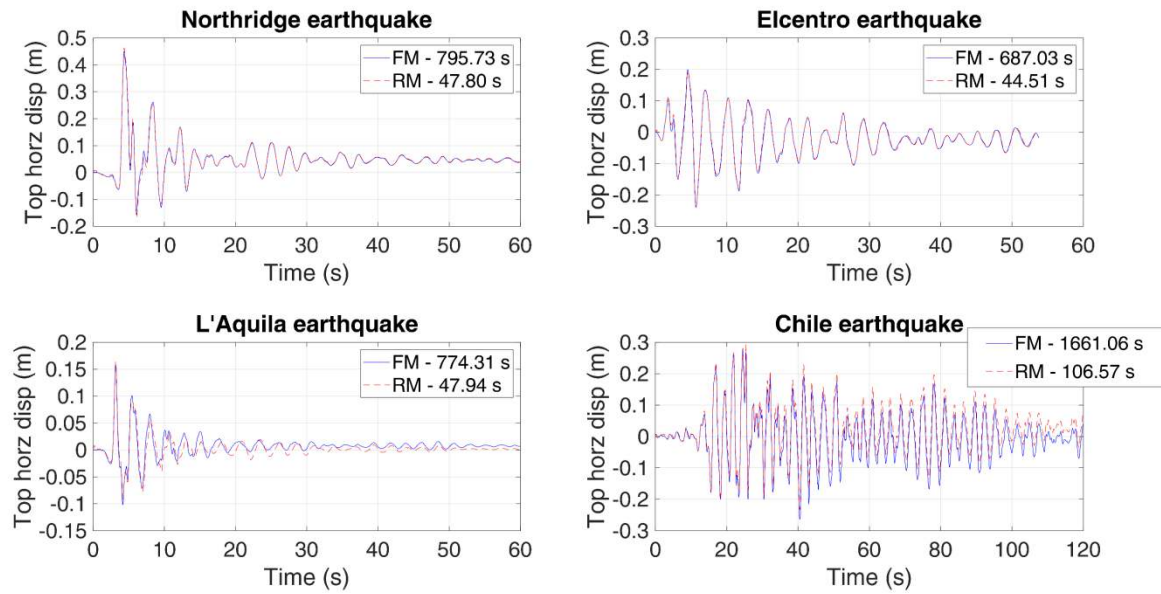 Northridge earthquake
Top horz disp (m)
0.5
0.4
0.3
0.2
0.1
0
-0.1
-0.2
FM - 795.73 s
RM - 47.80 s
0 10 20 30 40 50 60
Time (s)
Elcentro earthquake
Top horz disp (m)
0.3
0.2
0.1
0
-0.1
-0.2
-0.3
FM - 687.03 s
RM - 44.51 s
0 10 20 30 40 50 60
Time (s)
L'Aquila earthquake
Top horz disp (m)
0.2
0.15
0.1
0.05
0
-0.05
-0.1
-0.15
FM - 774.31 s
RM - 47.94 s
0 10 20 30 40 50 60
Time (s)
Chile earthquake
Top horz disp (m)
0.3
0.2
0.1
0
-0.1
-0.2
-0.3
FM - 1661.06 s
RM - 106.57 s
0 20 40 60 80 100 120
Time (s)